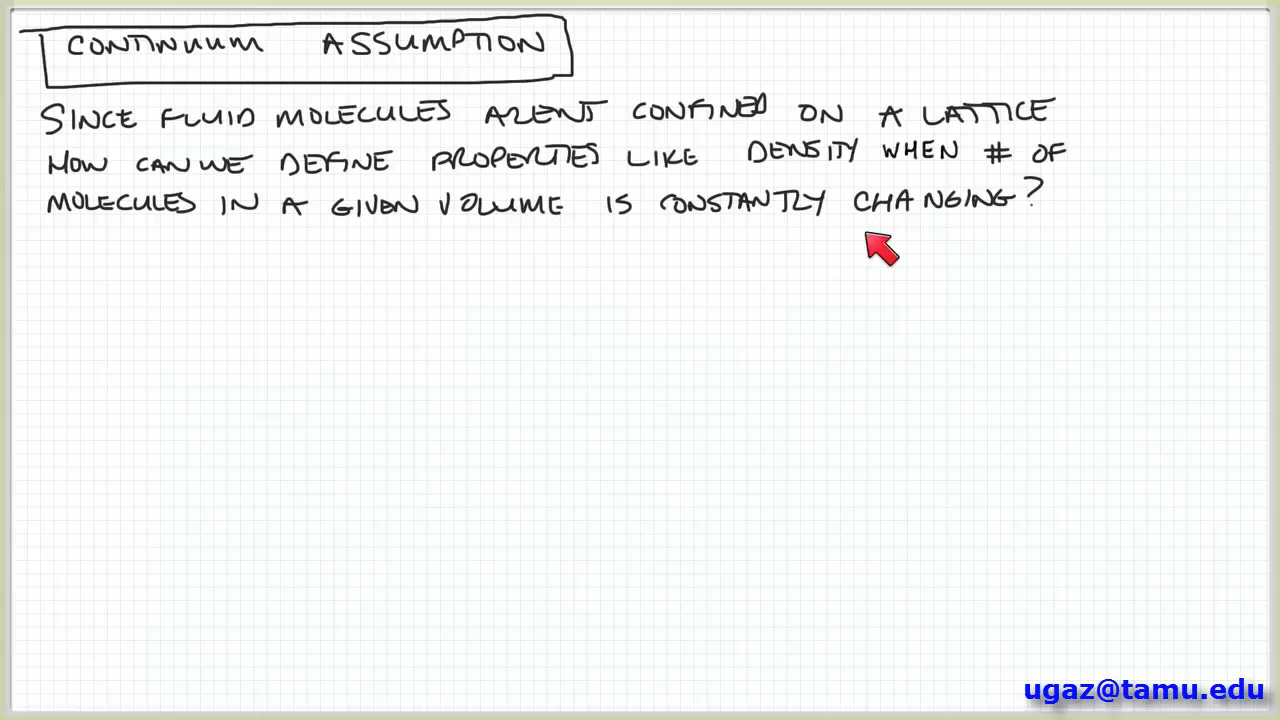 CONTINUUM ASSUMPTION
SINCE FLUID MOLECULES ARENT CONFINED ON A LATTICE
HOW CAN WE DEFINE PROPERTIES LIKE DENSITY WHEN # OF
MOLECULES IN A GIVEN VOLUME IS CONSTANTLY CHANGING?
ugaz@tamu.edu